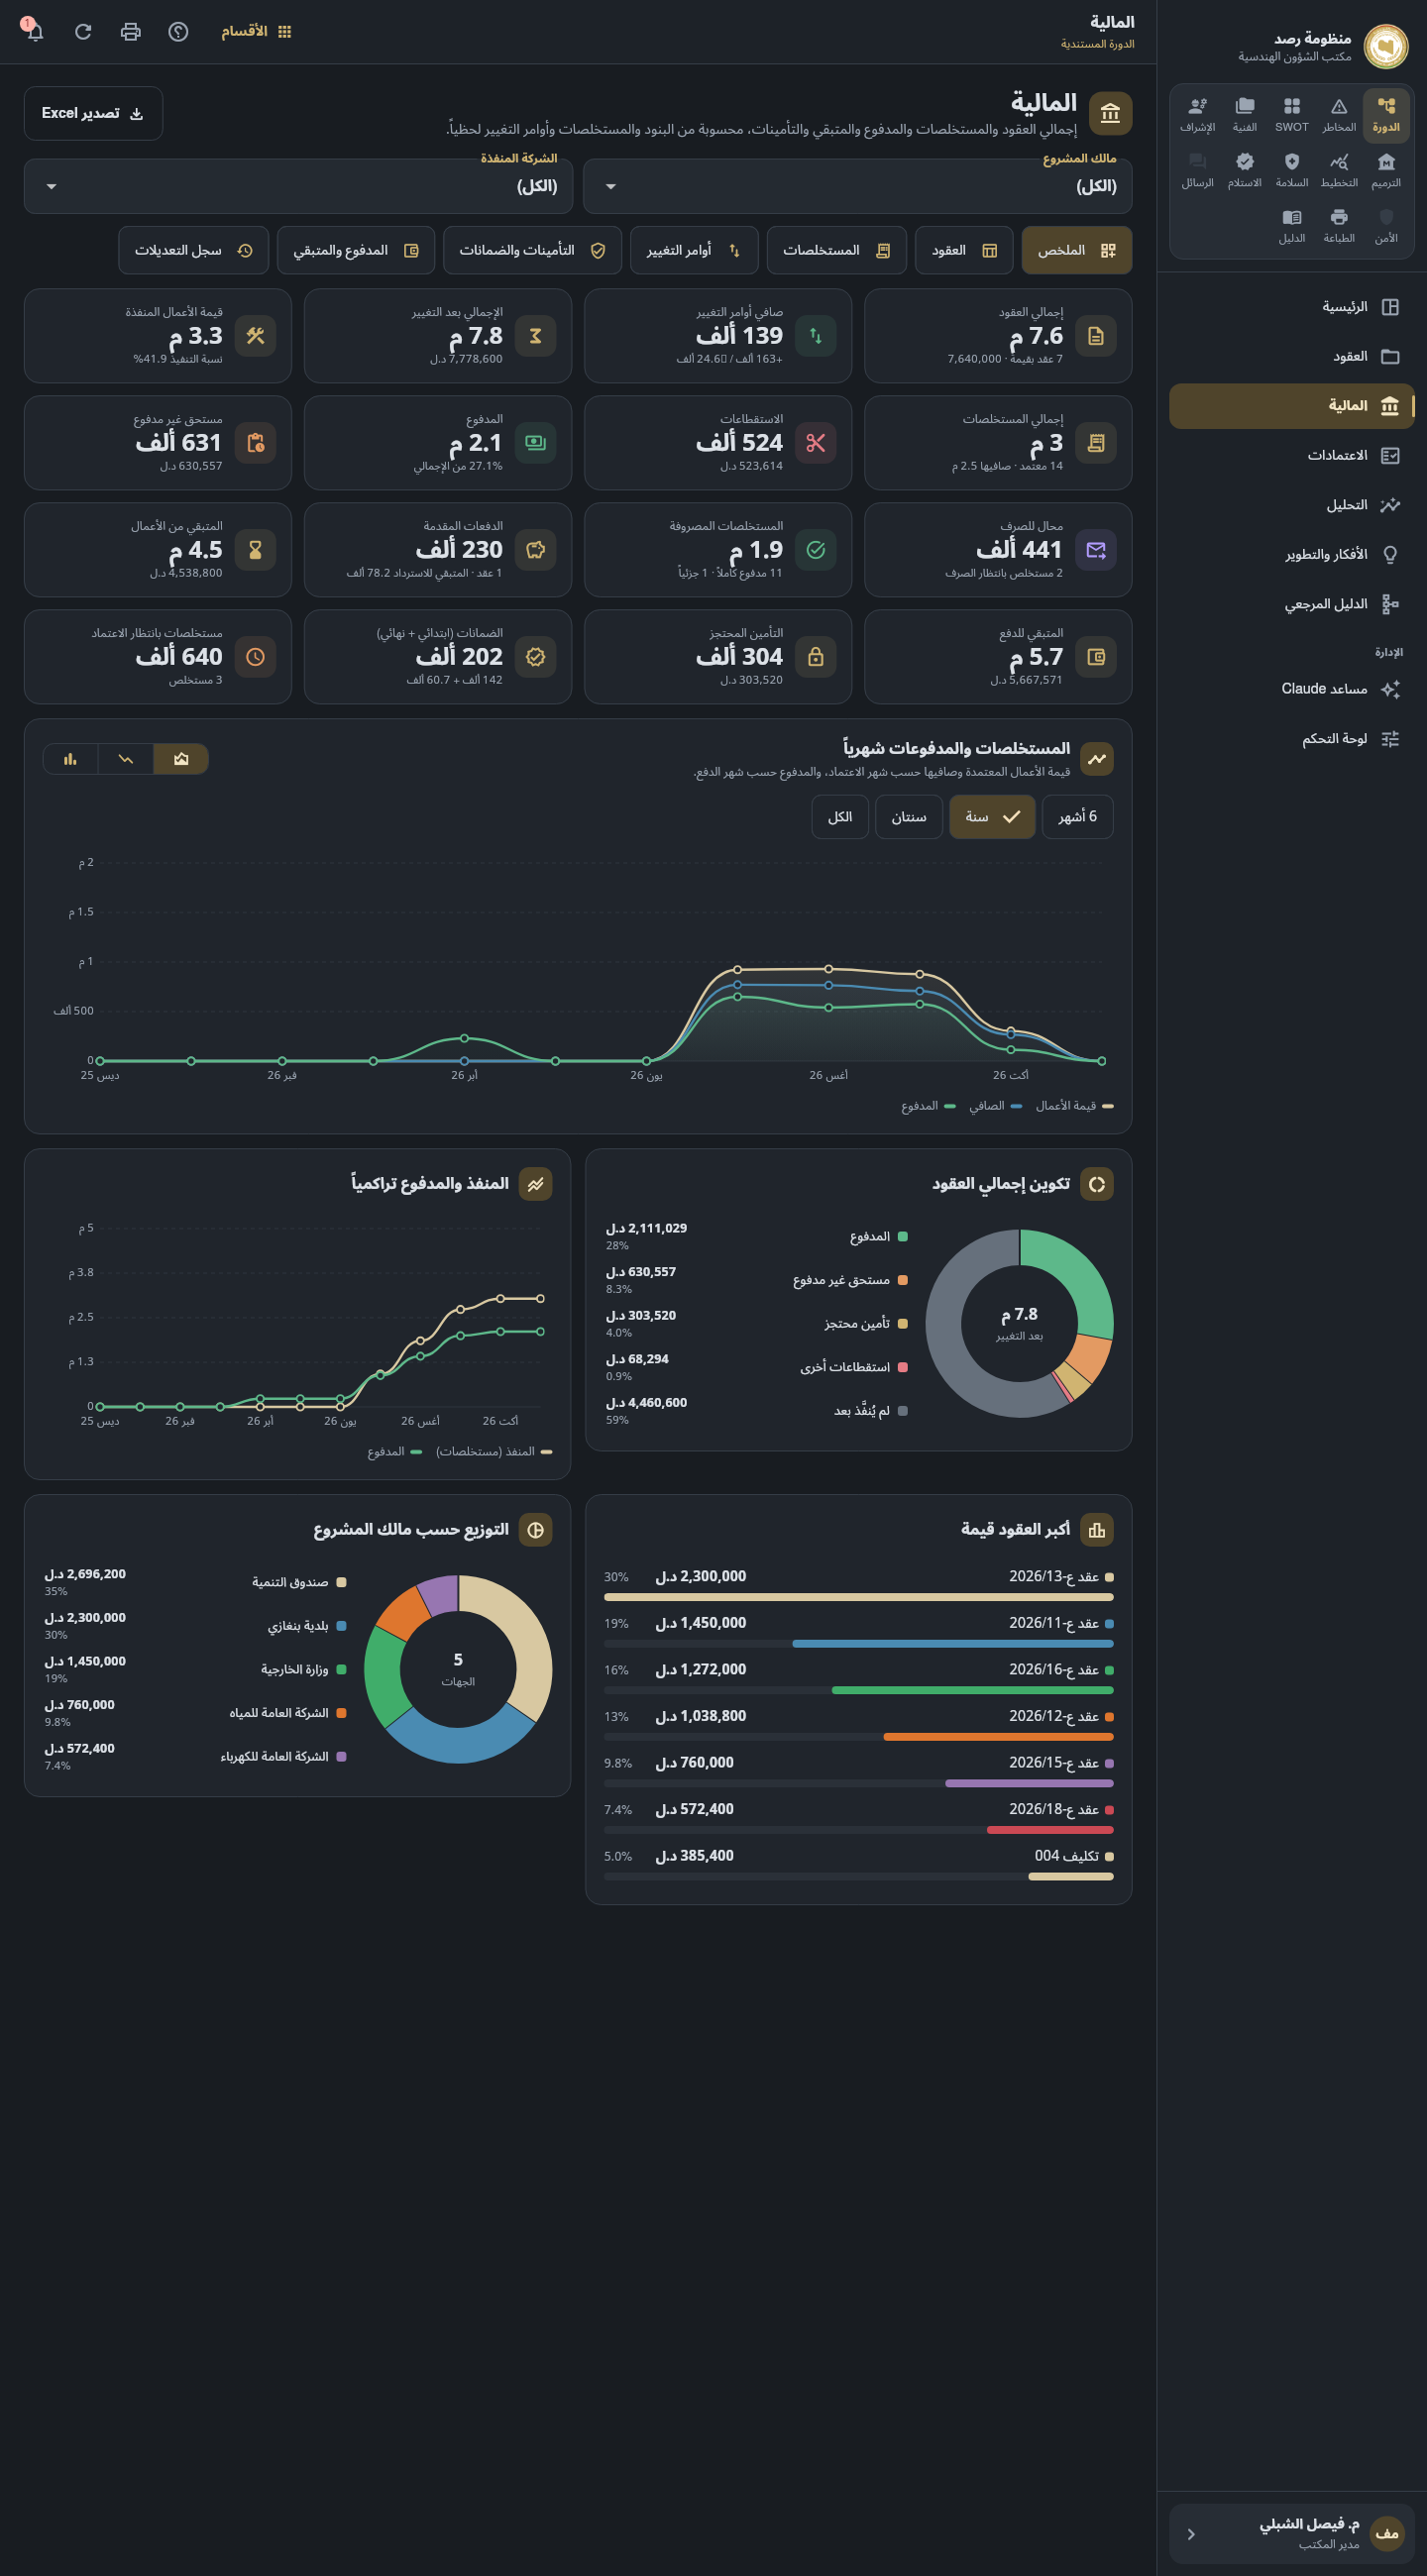 منظومة رصد
مكتب الشؤون الهندسية
الدورة
المخاطر
SWOT
الفنية
الإشراف
الترميم
التخطيط
السلامة
الاستلام
الرسائل
الأمن
الطباعة
الدليل
الرئيسية
العقود
المالية
الاعتمادات
التحليل
الأفكار والتطوير
الدليل المرجعي
الإدارة
مساعد Claude
لوحة التحكم
م. فيصل الشبلي
مدير المكتب
مف
المالية
الدورة المستندية
الأقسام
1
المالية
إجمالي العقود والمستخلصات والمدفوع والمتبقي والتأمينات، محسوبة من البنود والمستخلصات وأوامر التغيير لحظياً.
تصدير Excel
مالك المشروع
(الكل)
الشركة المنفذة
(الكل)
الملخص
العقود
المستخلصات
أوامر التغيير
التأمينات والضمانات
المدفوع والمتبقي
سجل التعديلات
إجمالي العقود
7.6 م
7 عقد بقيمة · 7,640,000
صافي أوامر التغيير
139 ألف
+163 ألف / 24.6 ألف
الإجمالي بعد التغيير
7.8 م
7,778,600 د.ل
قيمة الأعمال المنفذة
3.3 م
نسبة التنفيذ 41.9%
إجمالي المستخلصات
3 م
14 معتمد · صافيها 2.5 م
الاستقطاعات
524 ألف
523,614 د.ل
المدفوع
2.1 م
27.1% من الإجمالي
مستحق غير مدفوع
631 ألف
630,557 د.ل
محال للصرف
441 ألف
2 مستخلص بانتظار الصرف
المستخلصات المصروفة
1.9 م
11 مدفوع كاملاً · 1 جزئياً
الدفعات المقدمة
230 ألف
1 عقد · المتبقي للاسترداد 78.2 ألف
المتبقي من الأعمال
4.5 م
4,538,800 د.ل
المتبقي للدفع
5.7 م
5,667,571 د.ل
التأمين المحتجز
304 ألف
303,520 د.ل
الضمانات (ابتدائي + نهائي)
202 ألف
142 ألف + 60.7 ألف
مستخلصات بانتظار الاعتماد
640 ألف
3 مستخلص
المستخلصات والمدفوعات شهرياً
قيمة الأعمال المعتمدة وصافيها حسب شهر الاعتماد، والمدفوع حسب شهر الدفع.
6 أشهر
سنة
سنتان
الكل
2 م
1.5 م
1 م
500 ألف
0
ديس 25
فبر 26
أبر 26
يون 26
أغس 26
أكت 26
قيمة الأعمال
الصافي
المدفوع
تكوين إجمالي العقود
7.8 م
بعد التغيير
المدفوع
2,111,029 د.ل
28%
مستحق غير مدفوع
630,557 د.ل
8.3%
تأمين محتجز
303,520 د.ل
4.0%
استقطاعات أخرى
68,294 د.ل
0.9%
لم يُنفَّذ بعد
4,460,600 د.ل
59%
المنفذ والمدفوع تراكمياً
5 م
3.8 م
2.5 م
1.3 م
0
ديس 25
فبر 26
أبر 26
يون 26
أغس 26
أكت 26
المنفذ (مستخلصات)
المدفوع
أكبر العقود قيمة
عقد ع-2026/13
2,300,000 د.ل
30%
عقد ع-2026/11
1,450,000 د.ل
19%
عقد ع-2026/16
1,272,000 د.ل
16%
عقد ع-2026/12
1,038,800 د.ل
13%
عقد ع-2026/15
760,000 د.ل
9.8%
عقد ع-2026/18
572,400 د.ل
7.4%
تكليف 004
385,400 د.ل
5.0%
التوزيع حسب مالك المشروع
5
الجهات
صندوق التنمية
2,696,200 د.ل
35%
بلدية بنغازي
2,300,000 د.ل
30%
وزارة الخارجية
1,450,000 د.ل
19%
الشركة العامة للمياه
760,000 د.ل
9.8%
الشركة العامة للكهرباء
572,400 د.ل
7.4%